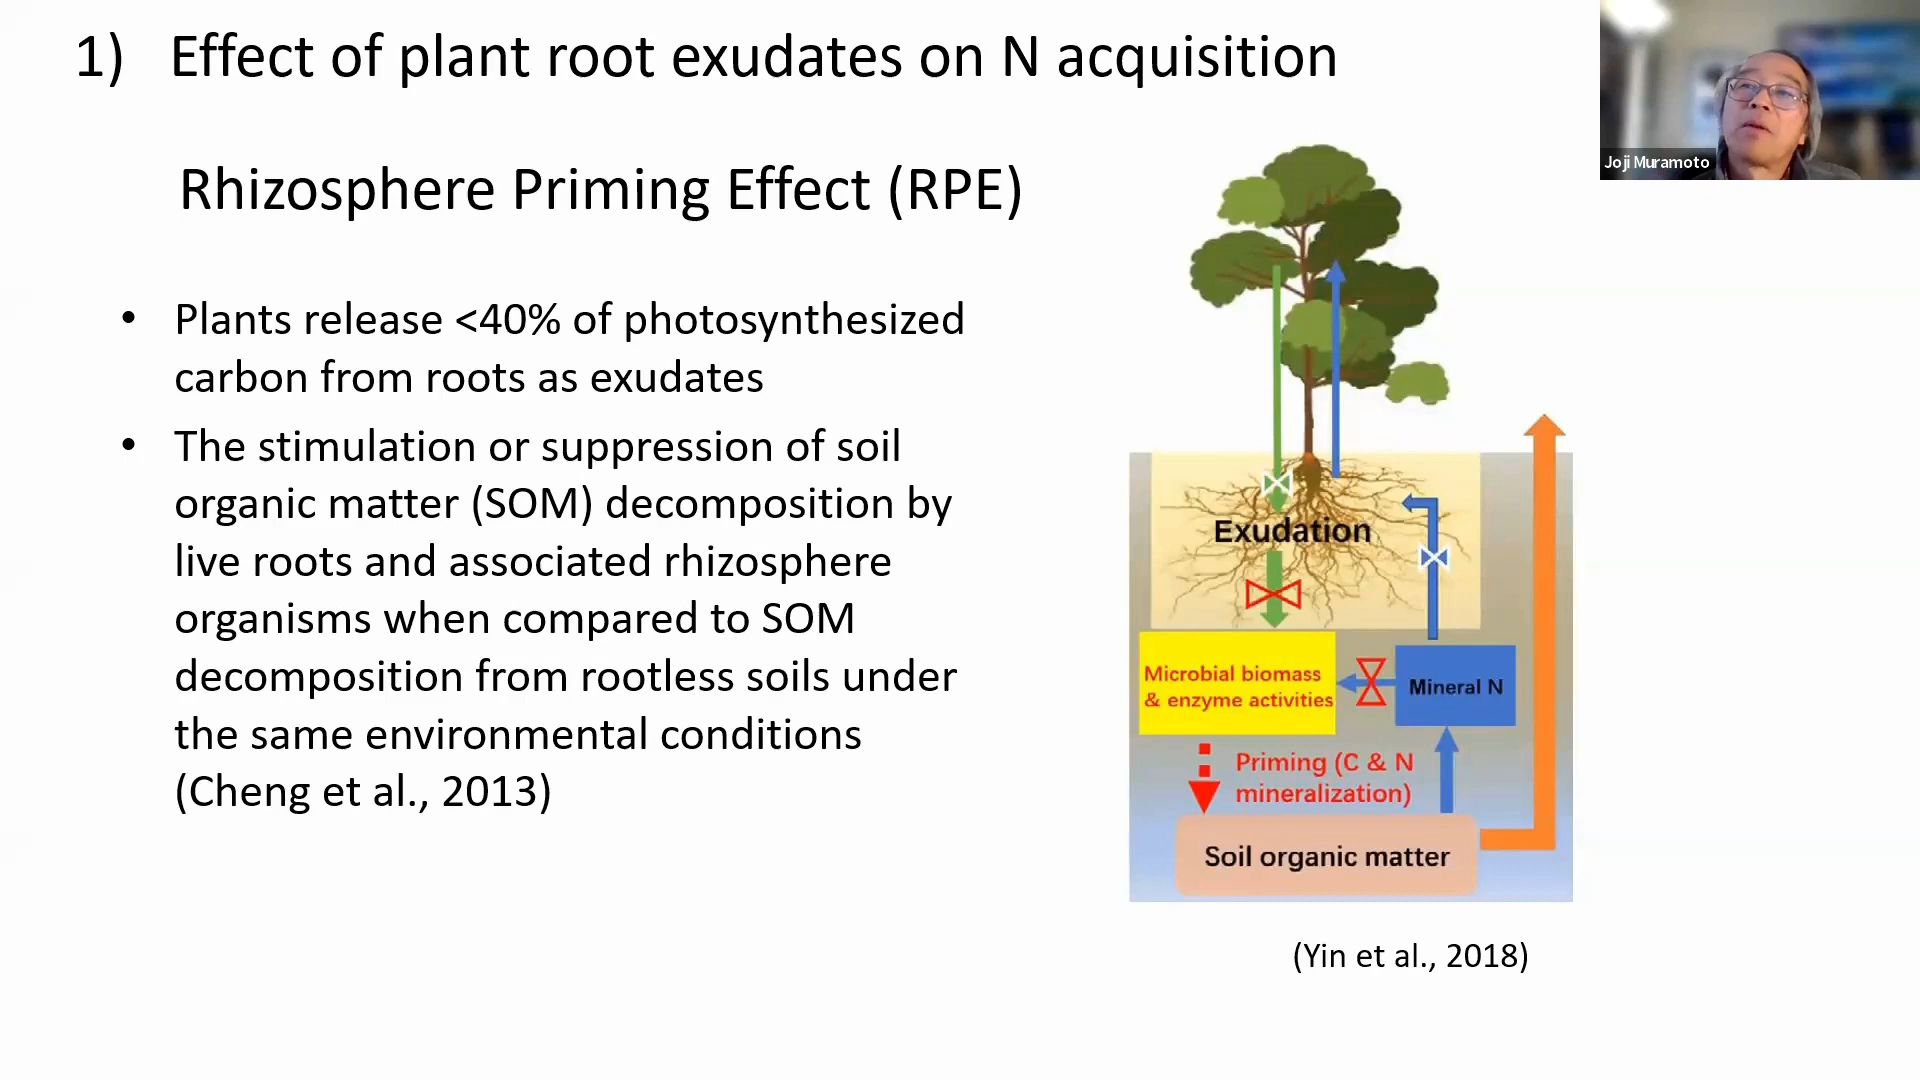 1) Effect of plant root exudates on N acquisition
Joji Muramoto
Rhizosphere Priming Effect (RPE)
• Plants release <40% of photosynthesized
carbon from roots as exudates
• The stimulation or suppression of soil
organic matter (SOM) decomposition by
live roots and associated rhizosphere
organisms when compared to SOM
decomposition from rootless soils under
the same environmental conditions
(Cheng et al., 2013)
Exudation
Microbial biomass
& enzyme activities
Mineral N
Priming (C & N
mineralization)
Soil organic matter
(Yin et al., 2018)